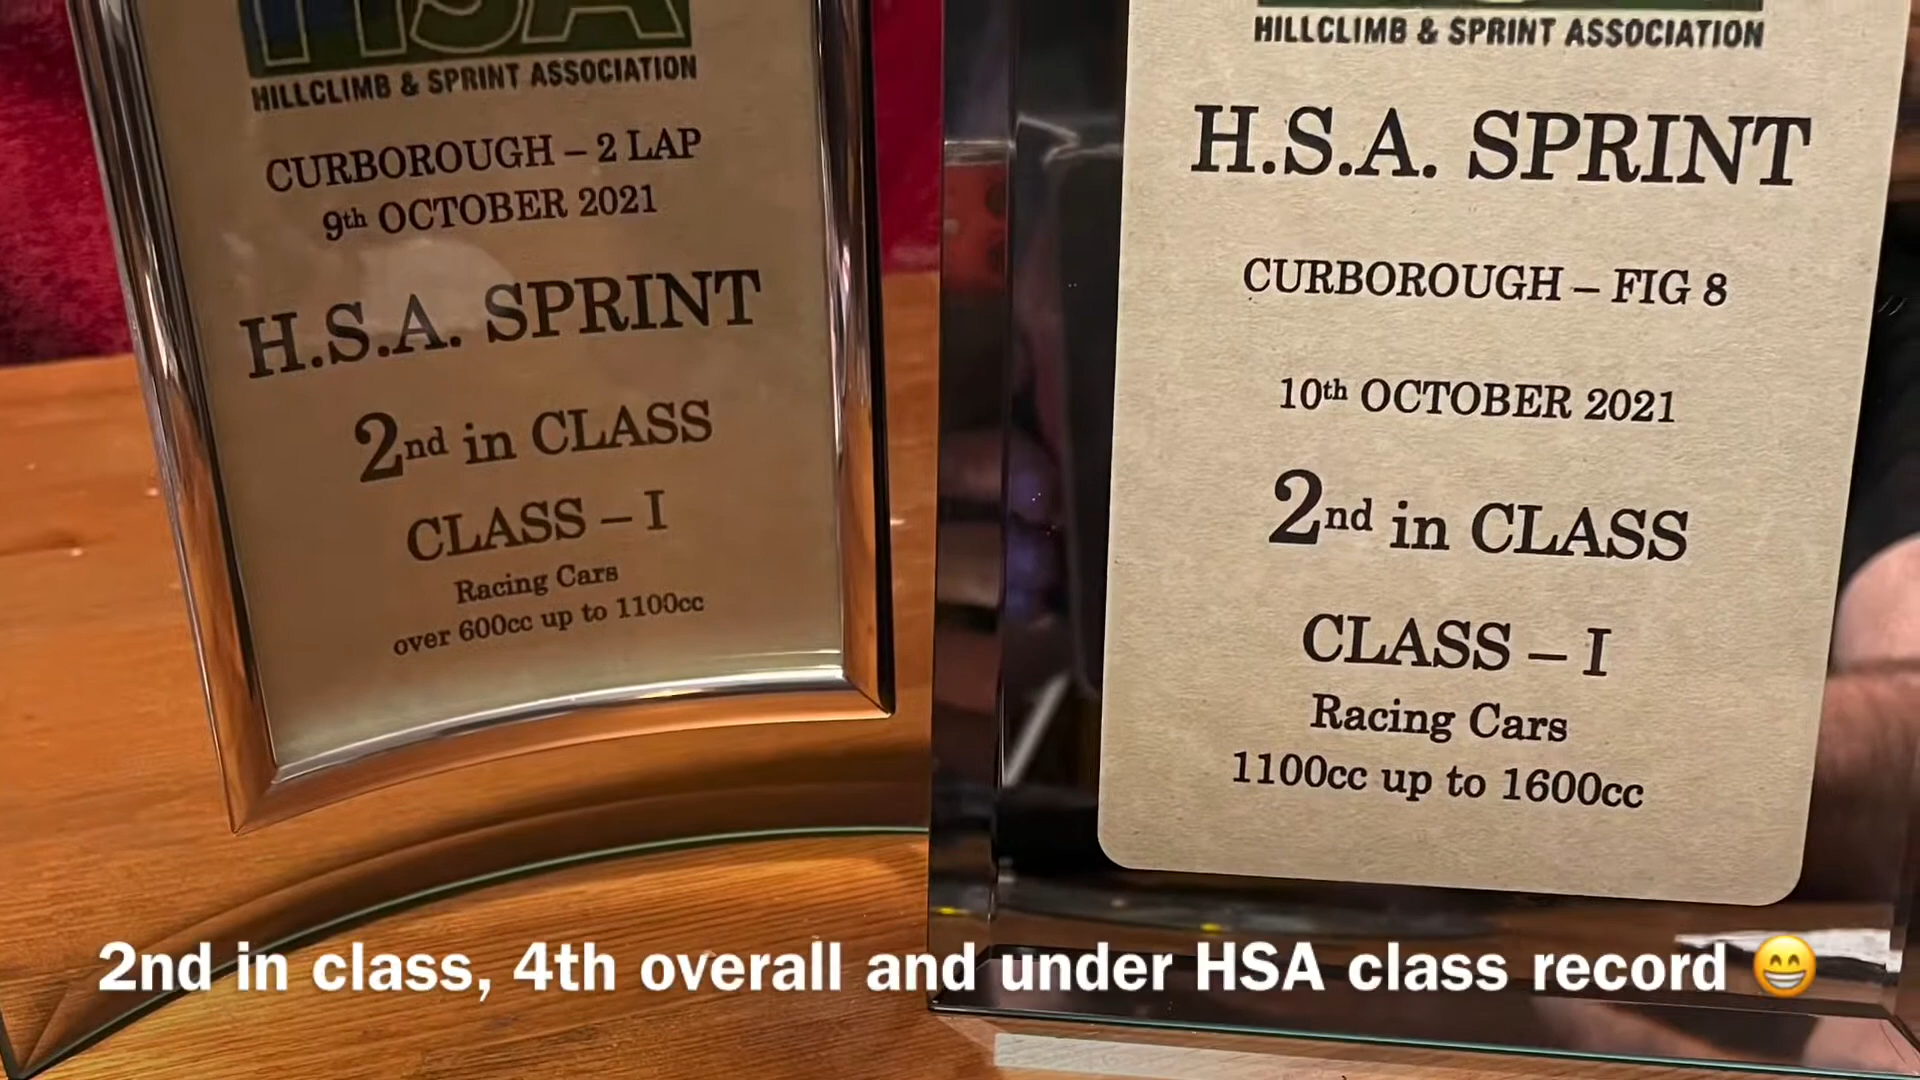 HSA
HILLCLIMB & SPRINT ASSOCIATION
CURBOROUGH – 2 LAP
9th OCTOBER 2021
H.S.A. SPRINT
2nd in CLASS
CLASS – I
Racing Cars
over 600cc up to 1100cc
HILLCLIMB & SPRINT ASSOCIATION
H.S.A. SPRINT
CURBOROUGH – FIG 8
10th OCTOBER 2021
2nd in CLASS
CLASS – I
Racing Cars
1100cc up to 1600cc
2nd in class, 4th overall and under HSA class record 😁